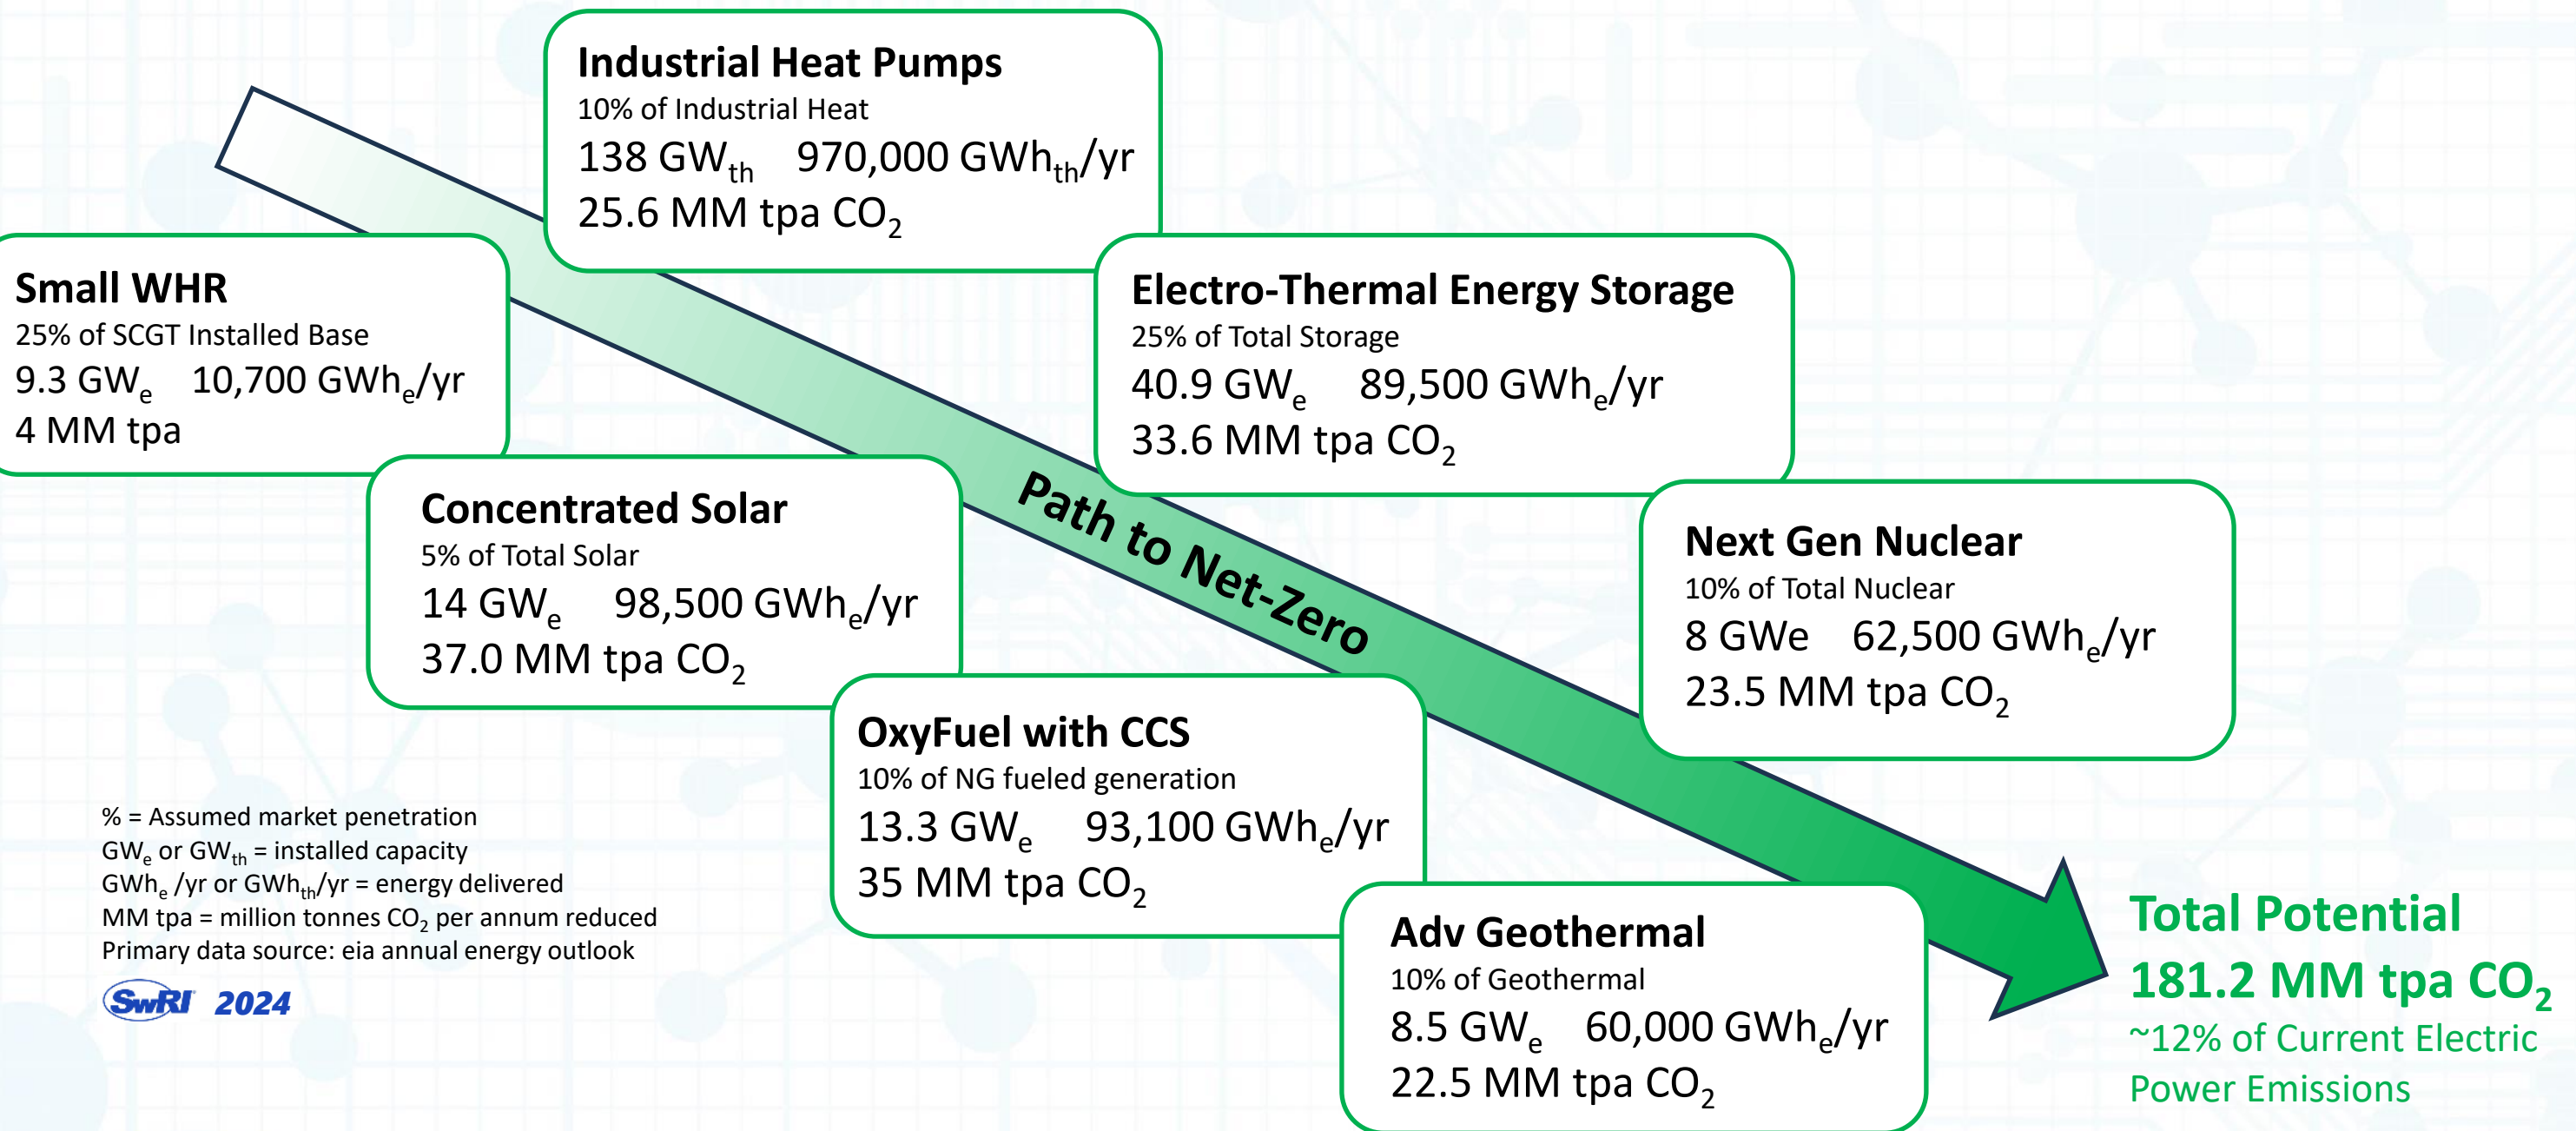 Industrial Heat Pumps
10% of Industrial Heat
138 GWth 970,000 GWhth/yr
25.6 MM tpa CO2
Small WHR
25% of SCGT Installed Base
9.3 GWe 10,700 GWhe/yr
4 MM tpa
Electro-Thermal Energy Storage
25% of Total Storage
40.9 GWe 89,500 GWhe/yr
33.6 MM tpa CO2
Concentrated Solar
5% of Total Solar
14 GWe 98,500 GWhe/yr
37.0 MM tpa CO2
Path to Net-Zero
Next Gen Nuclear
10% of Total Nuclear
8 GWe 62,500 GWhe/yr
23.5 MM tpa CO2
OxyFuel with CCS
10% of NG fueled generation
13.3 GWe 93,100 GWhe/yr
35 MM tpa CO2
Adv Geothermal
10% of Geothermal
8.5 GWe 60,000 GWhe/yr
22.5 MM tpa CO2
% = Assumed market penetration
GWe or GWth = installed capacity
GWhe /yr or GWhth/yr = energy delivered
MM tpa = million tonnes CO2 per annum reduced
Primary data source: eia annual energy outlook
SwRI 2024
Total Potential
181.2 MM tpa CO2
~12% of Current Electric
Power Emissions